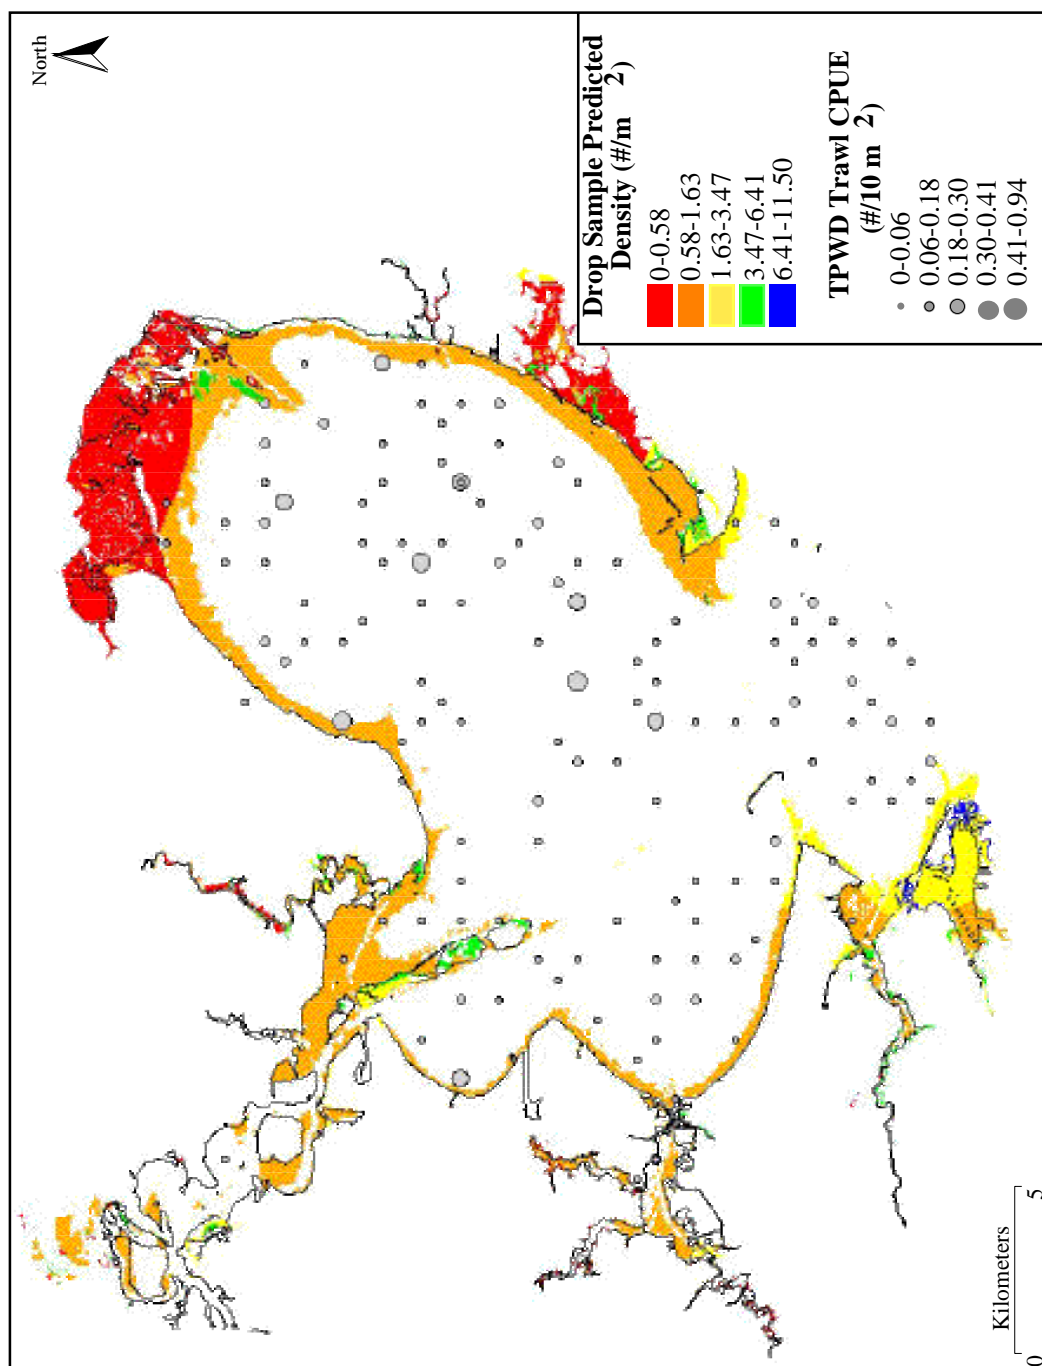 North
Drop Sample Predicted
Density (#/m 2)
0-0.58
0.58-1.63
1.63-3.47
3.47-6.41
6.41-11.50
TPWD Trawl CPUE
(#/10 m 2)
0-0.06
0.06-0.18
0.18-0.30
0.30-0.41
0.41-0.94
Kilometers
0 5